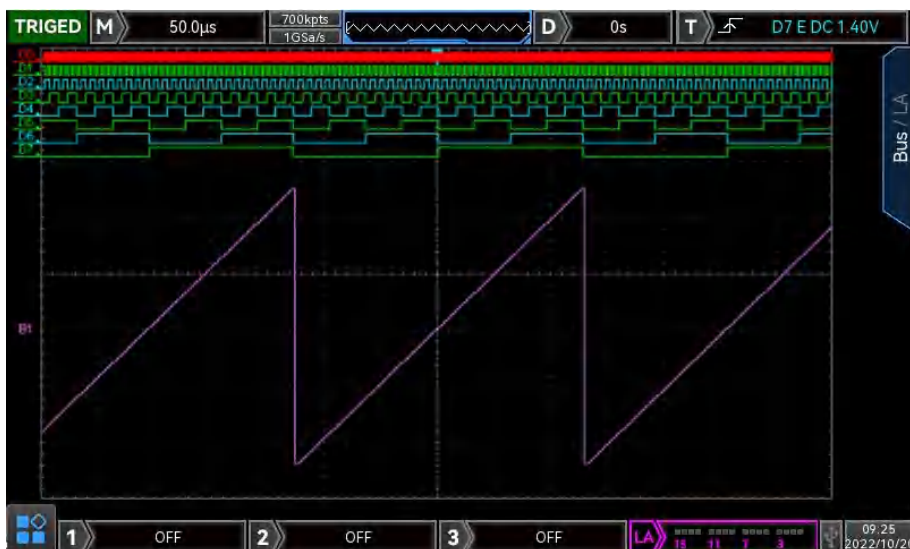 TRIGED M 50.0μs 700kpts D 0s T D7 E DC 1.40V
1GSa/s
D0
D1
D2
D3
D4
D5
D6
D7
Bus / LA
B1
1 OFF 2 OFF 3 OFF LA 15 11 7 3 09:25